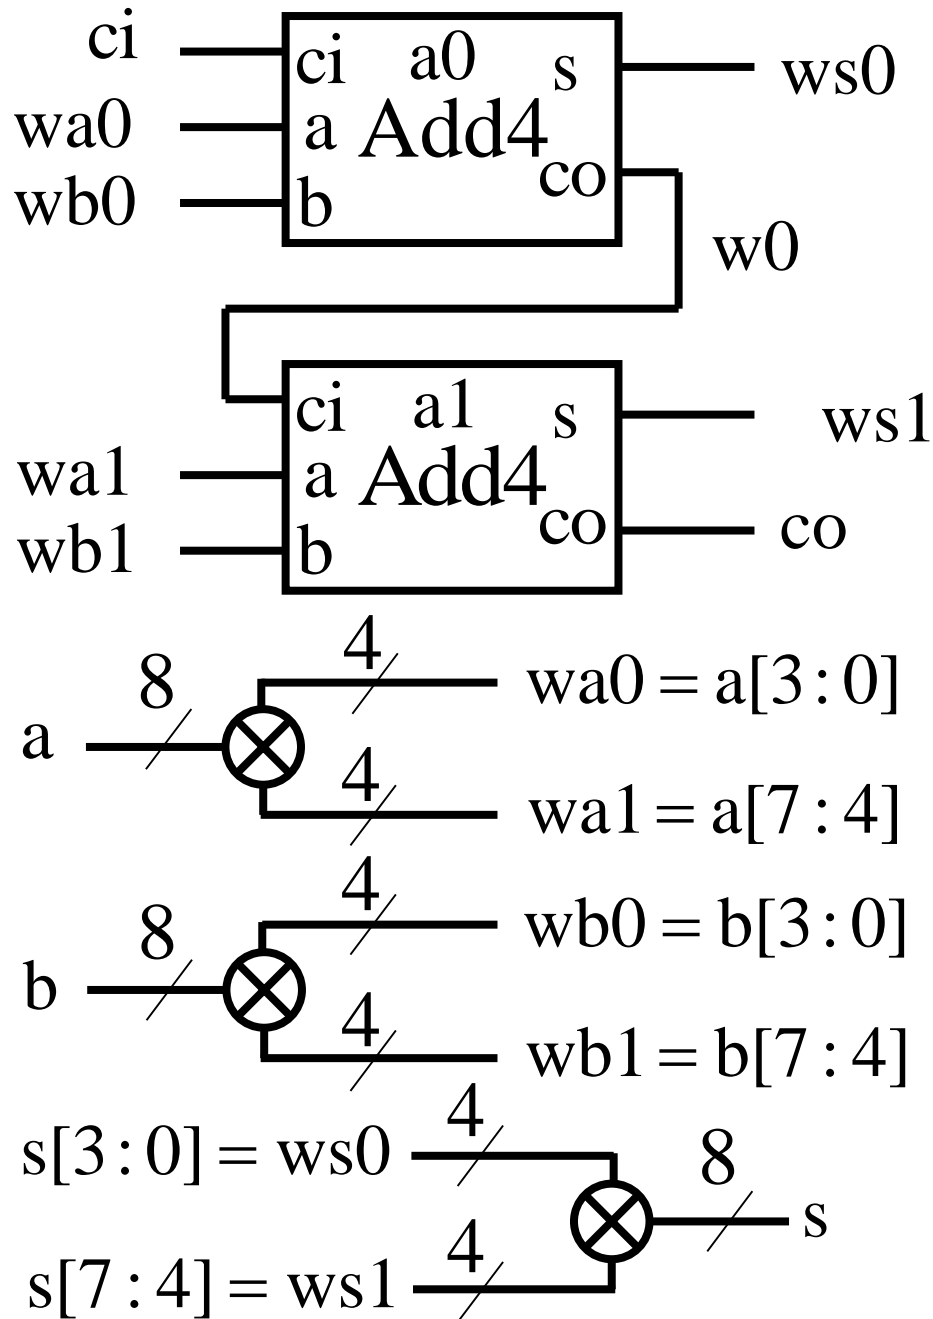 ci ci a0 s ws0
wa0 a Add4
wb0 b co
w0
ci a1 s ws1
wa1 a Add4
wb1 b co co
4
8 wa0 = a[3 : 0]
a
4
wa1 = a[7 : 4]
4
8 wb0 = b[3 : 0]
b
4
wb1 = b[7 : 4]
4
s[3 : 0] = ws0 8
s
4
s[7 : 4] = ws1